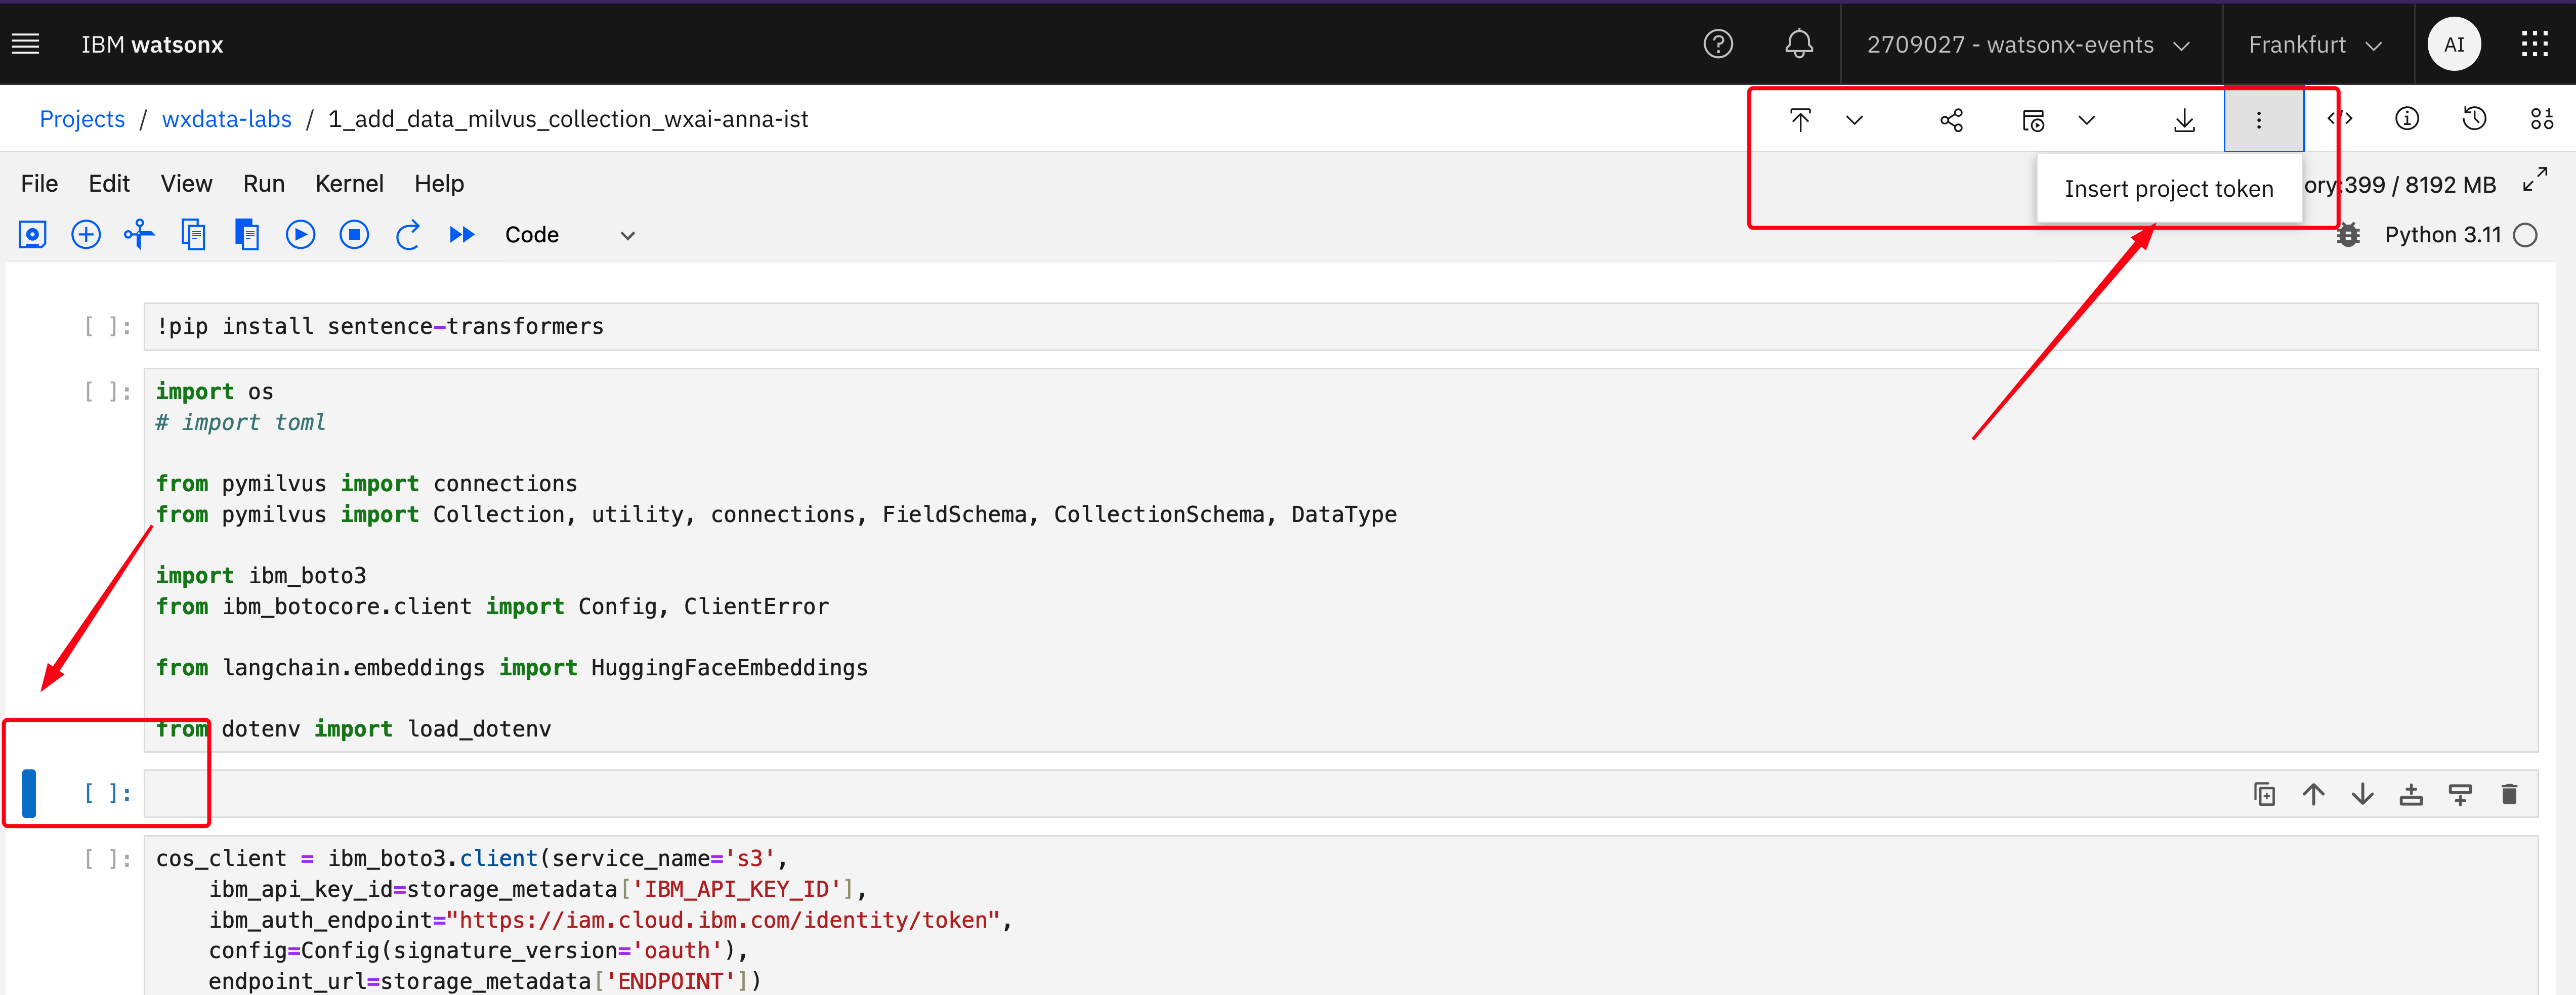 IBM watsonx
2709027 - watsonx-events
Frankfurt
AI
Projects / wxdata-labs / 1_add_data_milvus_collection_wxai-anna-ist
Insert project token
File Edit View Run Kernel Help
ory:399 / 8192 MB
Code
Python 3.11
[ ]: !pip install sentence-transformers
[ ]: import os
# import toml
from pymilvus import connections
from pymilvus import Collection, utility, connections, FieldSchema, CollectionSchema, DataType
import ibm_boto3
from ibm_botocore.client import Config, ClientError
from langchain.embeddings import HuggingFaceEmbeddings
from dotenv import load_dotenv
[ ]:
[ ]: cos_client = ibm_boto3.client(service_name='s3',
ibm_api_key_id=storage_metadata['IBM_API_KEY_ID'],
ibm_auth_endpoint="https://iam.cloud.ibm.com/identity/token",
config=Config(signature_version='oauth'),
endpoint_url=storage_metadata['ENDPOINT'])